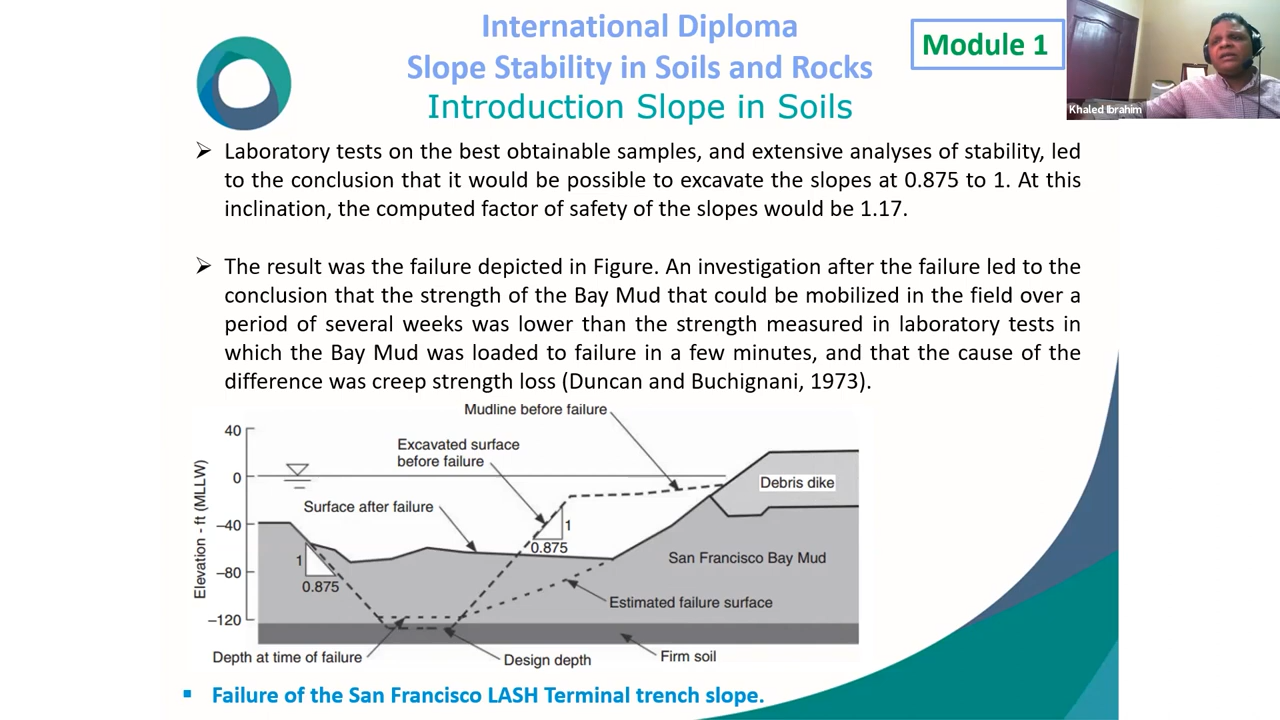 International Diploma
Slope Stability in Soils and Rocks
Introduction Slope in Soils
Module 1
Khaled Ibrahim
Laboratory tests on the best obtainable samples, and extensive analyses of stability, led
to the conclusion that it would be possible to excavate the slopes at 0.875 to 1. At this
inclination, the computed factor of safety of the slopes would be 1.17.
The result was the failure depicted in Figure. An investigation after the failure led to the
conclusion that the strength of the Bay Mud that could be mobilized in the field over a
period of several weeks was lower than the strength measured in laboratory tests in
which the Bay Mud was loaded to failure in a few minutes, and that the cause of the
difference was creep strength loss (Duncan and Buchignani, 1973).
Mudline before failure
Excavated surface
before failure
Surface after failure
Debris dike
San Francisco Bay Mud
Estimated failure surface
Depth at time of failure
Design depth
Firm soil
Elevation - ft (MLLW)
40
0
−40
−80
−120
1
0.875
1
0.875
Failure of the San Francisco LASH Terminal trench slope.